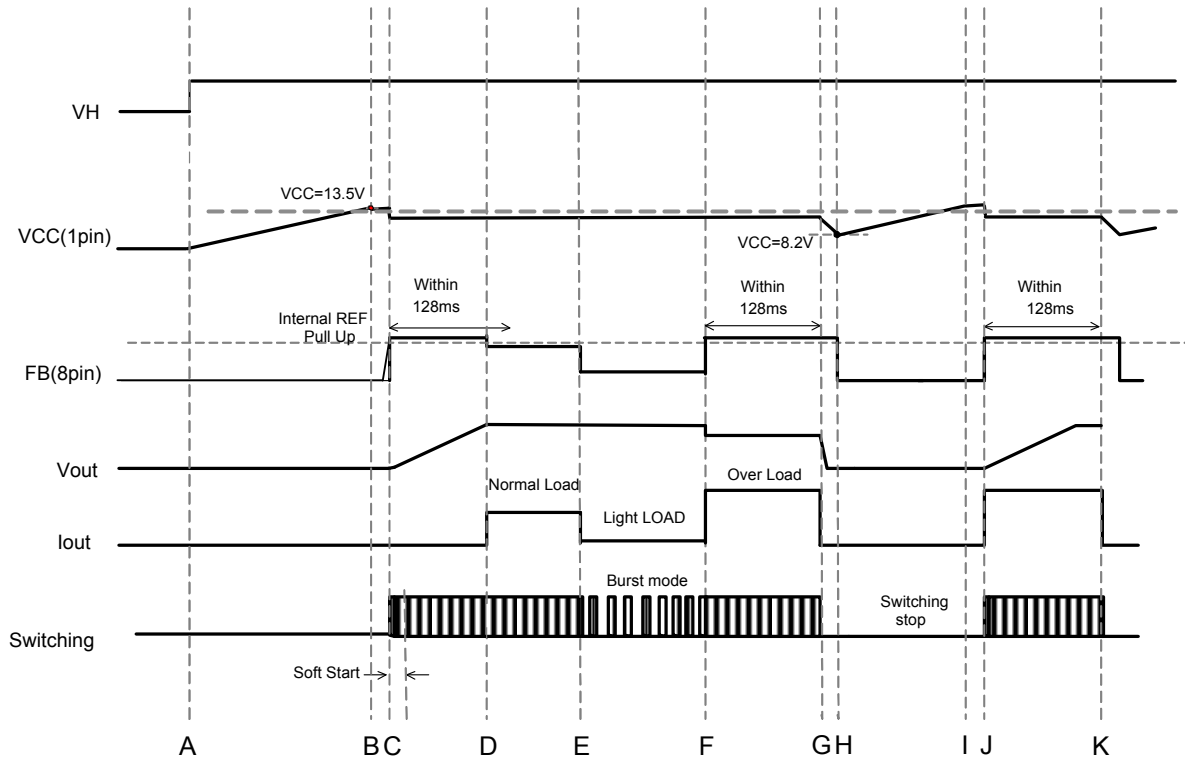 VH
VCC=13.5V
VCC(1pin)
VCC=8.2V
Within
128ms
Within
128ms
Within
128ms
Internal REF
Pull Up
FB(8pin)
Vout
Normal Load
Over Load
Light LOAD
Iout
Burst mode
Switching
stop
Switching
Soft Start
A B C D E F G H I J K